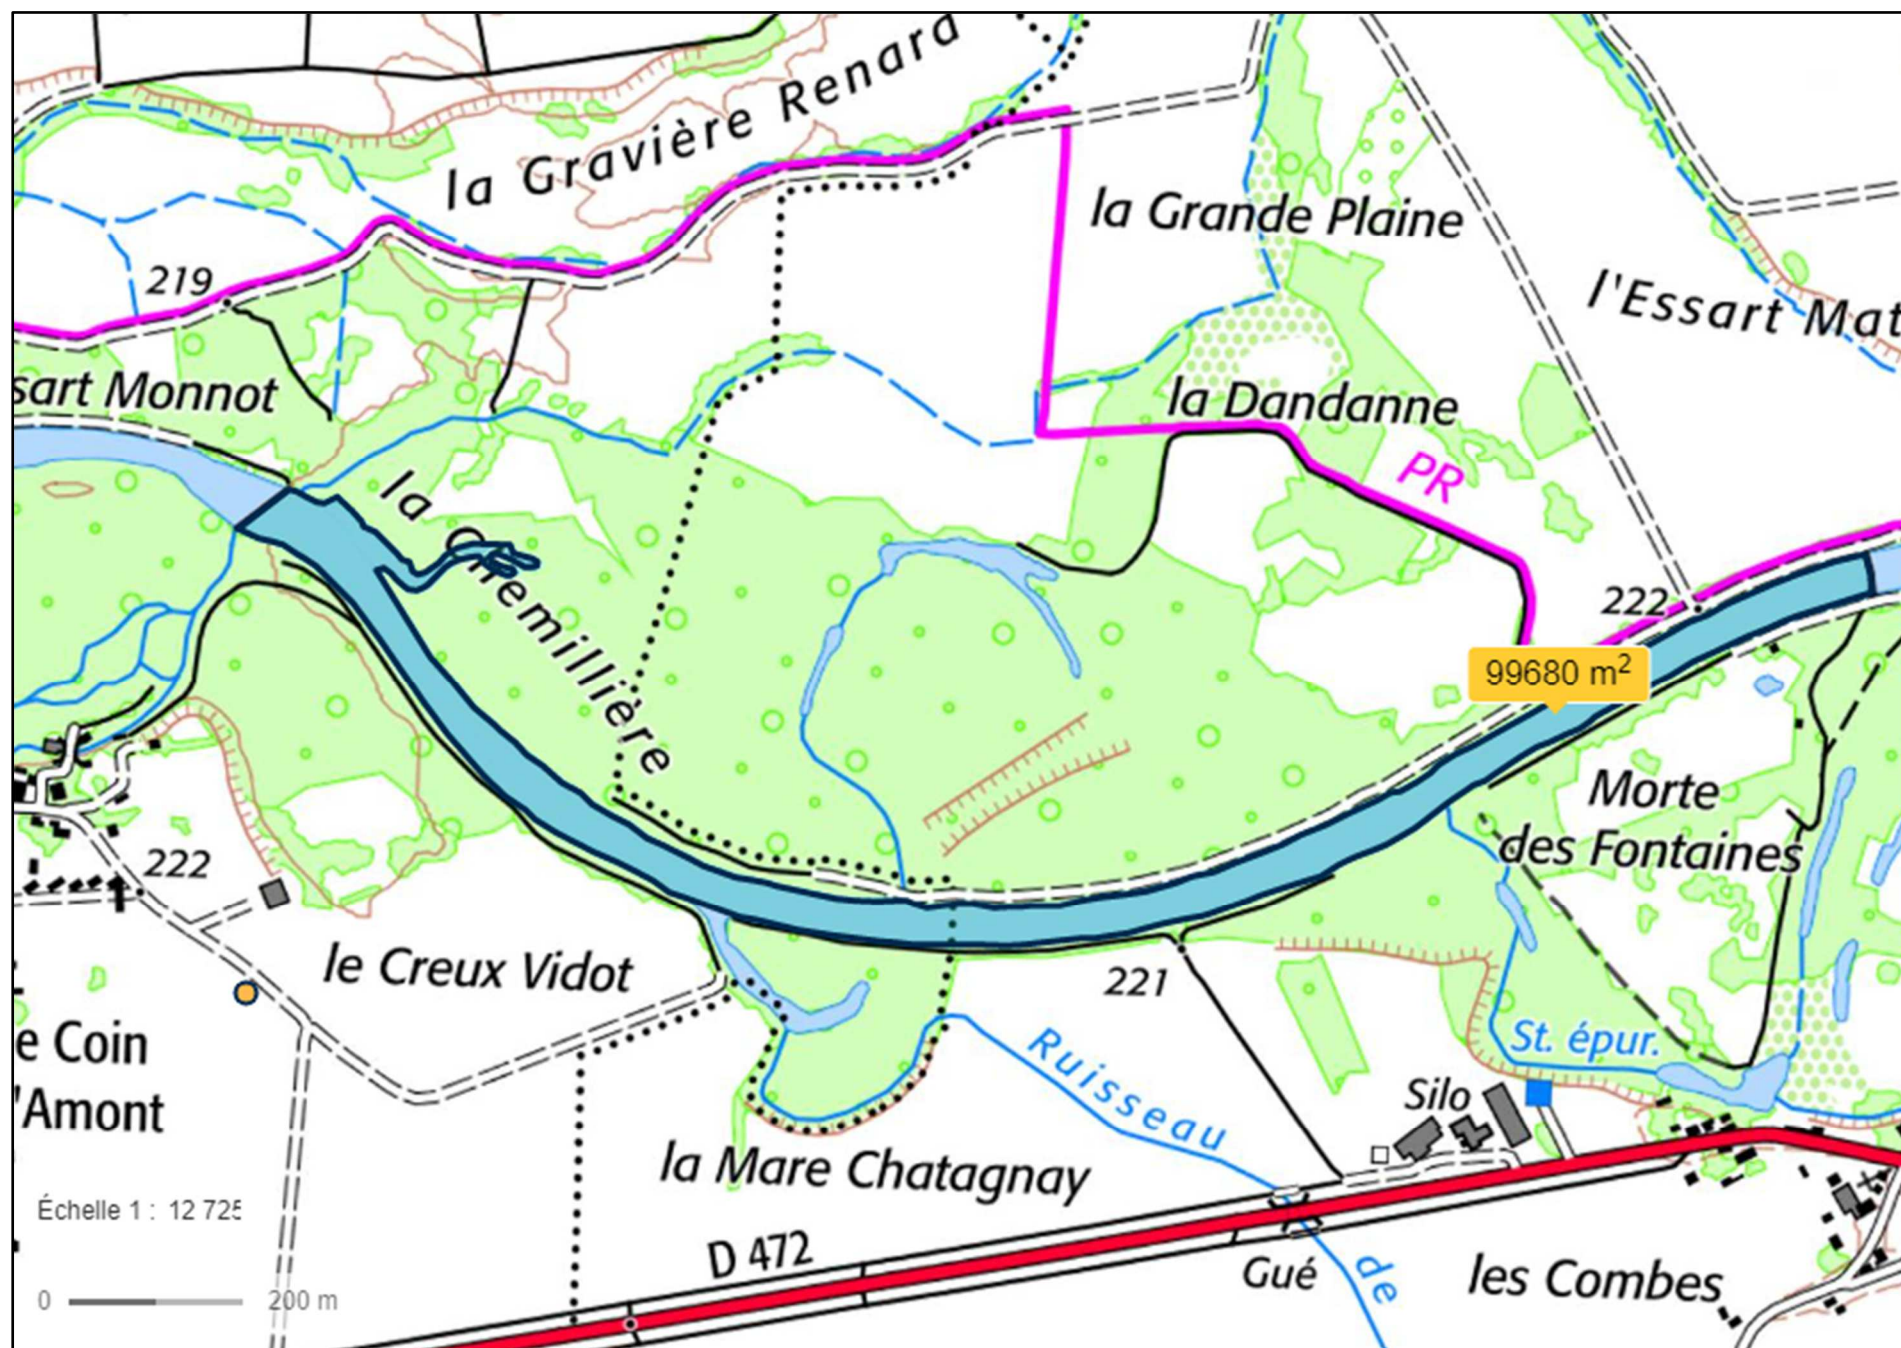 la Gravière Renard
la Grande Plaine
219
l'Essart Mat
sart Monnot
la Dandanne
PR
la Chemillière
222
99680 m²
Morte
des Fontaines
222
le Creux Vidot
221
e Coin
'Amont
Ruisseau
St. épur.
Silo
la Mare Chatagnay
Échelle 1 : 12 725
D 472
Gué
de
les Combes
0 200 m